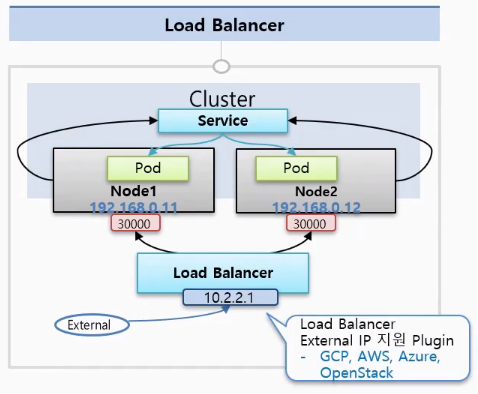 Load Balancer
Cluster
Service
Pod
Pod
Node1
Node2
192.168.0.11
192.168.0.12
30000
30000
Load Balancer
10.2.2.1
External
Load Balancer
External IP 지원 Plugin
- GCP, AWS, Azure,
OpenStack